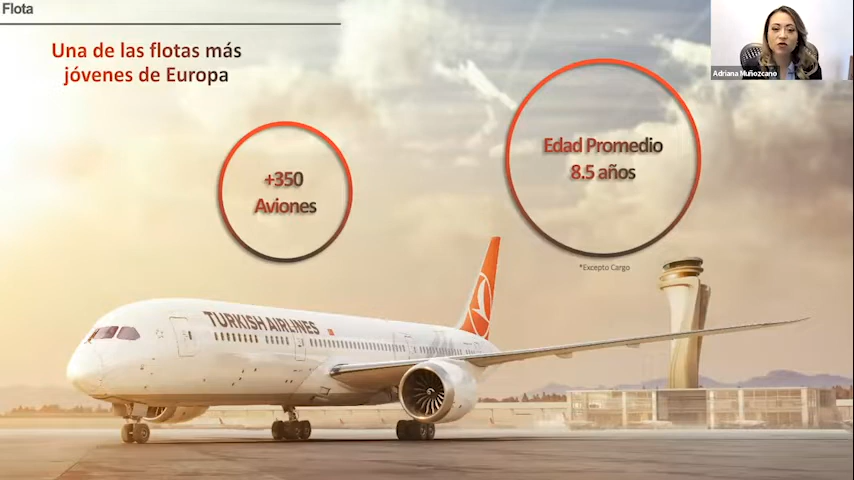 Flota
Una de las flotas más
jóvenes de Europa
Adriana Muñozcano
+350
Aviones
Edad Promedio
8.5 años
*Excepto Cargo
TURKISH AIRLINES